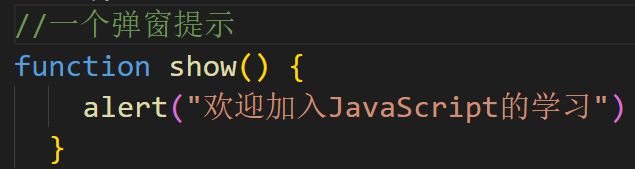 //一个弹窗提示
function show() {
    alert("欢迎加入JavaScript的学习")
  }